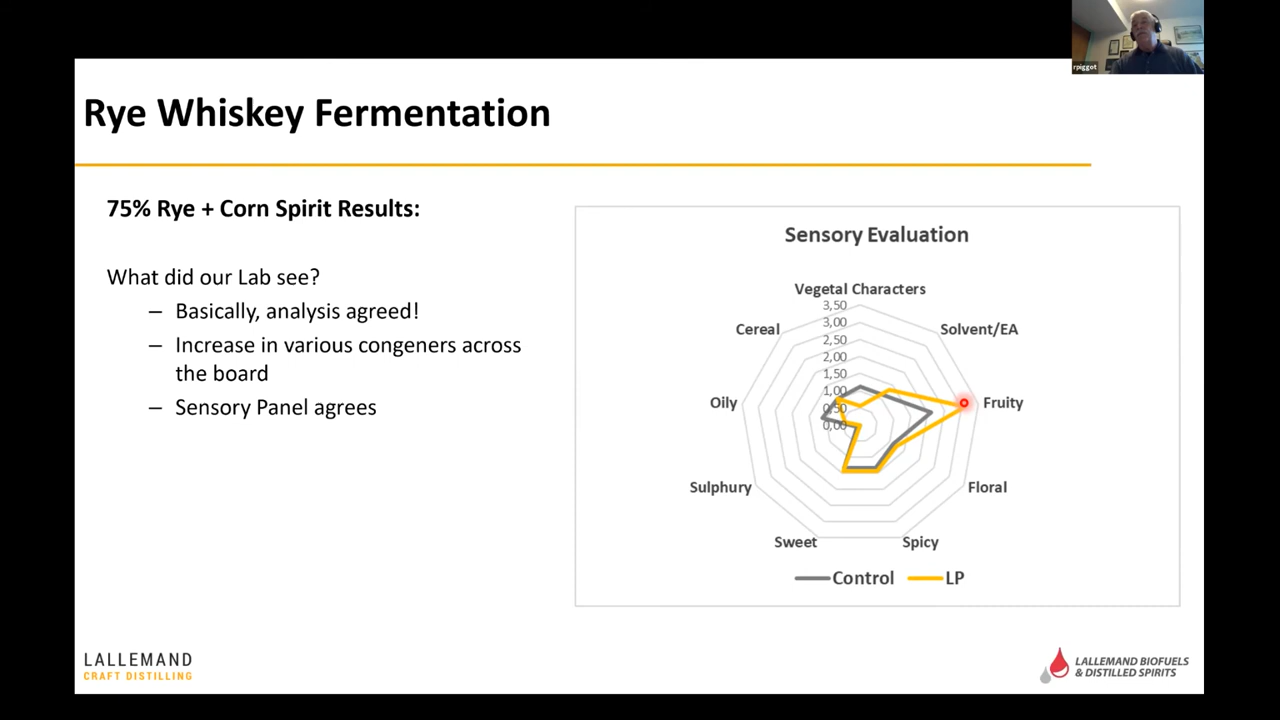 rpiggot
Rye Whiskey Fermentation
75% Rye + Corn Spirit Results:
What did our Lab see?
– Basically, analysis agreed!
– Increase in various congeners across
the board
– Sensory Panel agrees
Sensory Evaluation
Vegetal Characters
3,50
3,00
2,50
2,00
1,50
1,00
0,50
0,00
Solvent/EA
Fruity
Floral
Spicy
Sweet
Sulphury
Oily
Cereal
Control
LP
LALLEMAND
CRAFT DISTILLING
LALLEMAND BIOFUELS
& DISTILLED SPIRITS